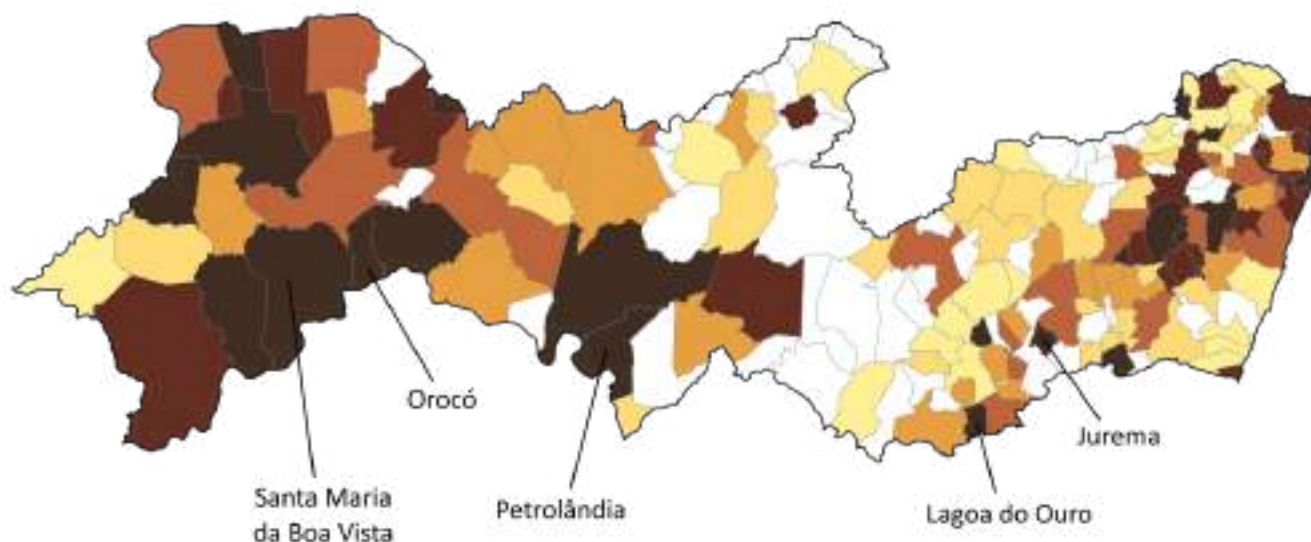 Orocó
Jurema
Santa Maria
da Boa Vista
Petrolândia
Lagoa do Ouro